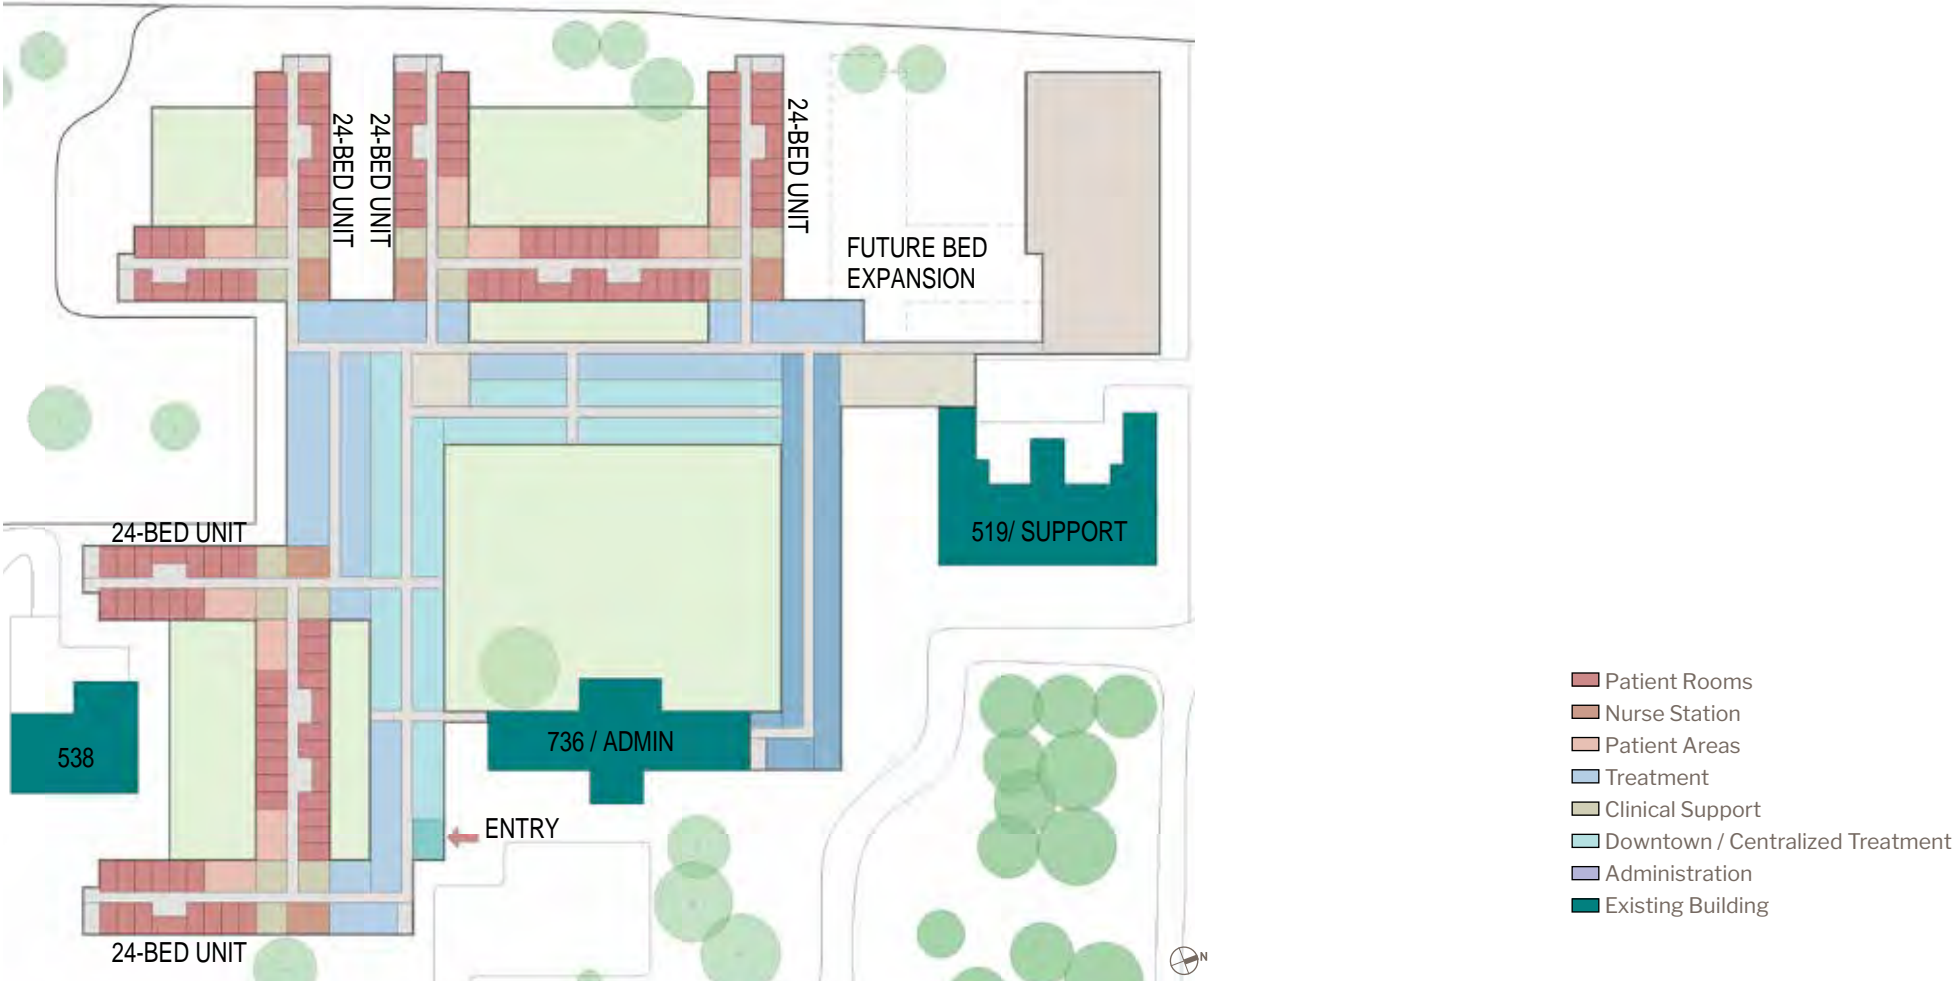 24-BED UNIT
24-BED UNIT
24-BED UNIT
FUTURE BED
EXPANSION
24-BED UNIT
519/ SUPPORT
538
736 / ADMIN
ENTRY
24-BED UNIT
N
Patient Rooms
Nurse Station
Patient Areas
Treatment
Clinical Support
Downtown / Centralized Treatment
Administration
Existing Building